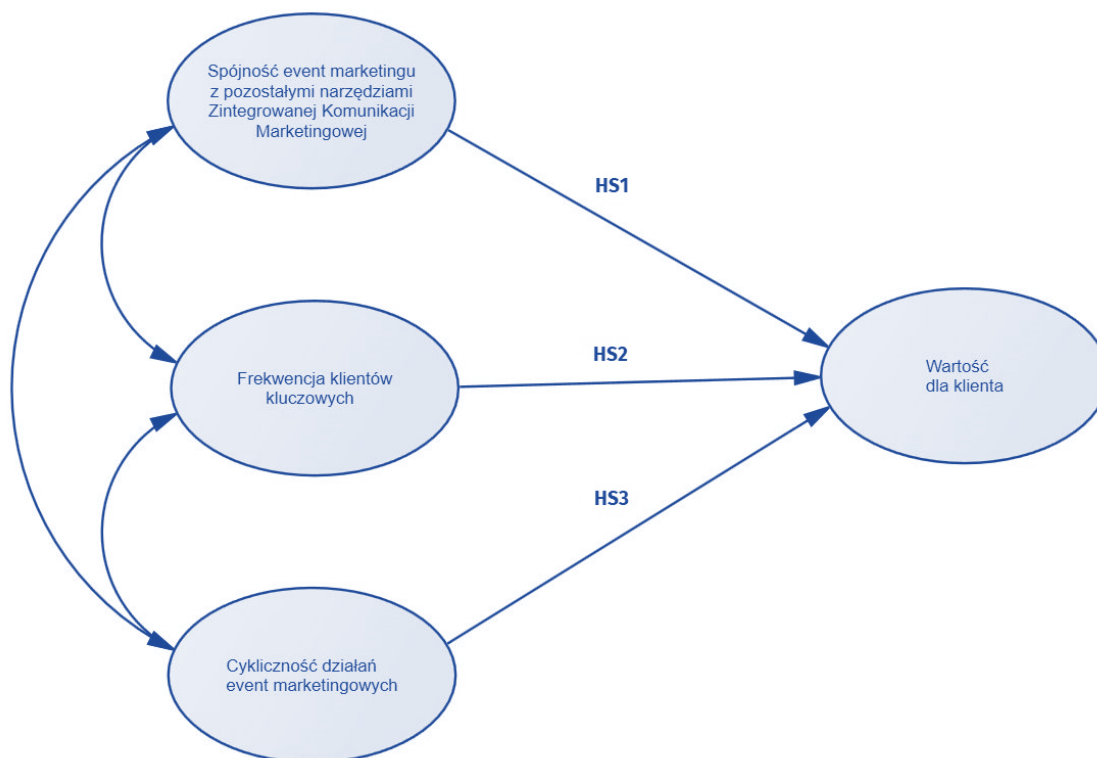 Spójność event marketingu
z pozostałymi narzędziami
Zintegrowanej Komunikacji
Marketingowej
HS1
Frekwencja klientów
kluczowych
HS2
Wartość
dla klienta
HS3
Cykliczność działań
event marketingowych